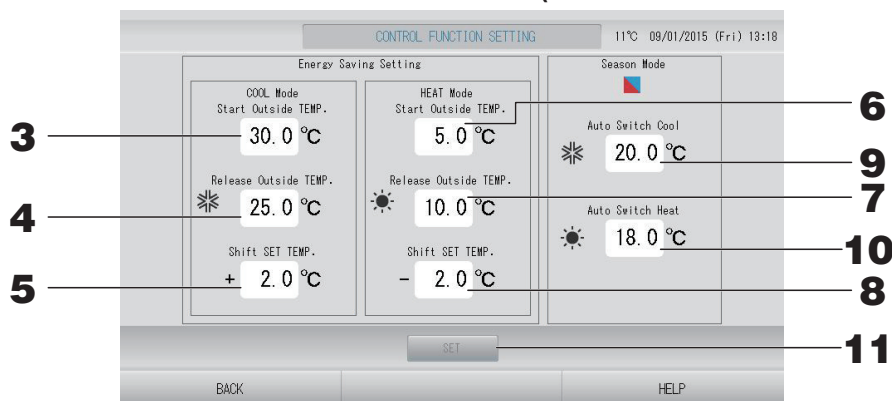 (
CONTROL FUNCTION SETTING
11℃ 09/01/2015 (Fri) 13:18
Energy Saving Setting
COOL Mode
Start Outside TEMP.
3
30.0 ℃
Release Outside TEMP.
4
25.0 ℃
Shift SET TEMP.
5
+ 2.0 ℃
HEAT Mode
Start Outside TEMP.
5.0 ℃
6
Release Outside TEMP.
10.0 ℃
7
Shift SET TEMP.
- 2.0 ℃
8
Season Mode
Auto Switch Cool
20.0 ℃
9
Auto Switch Heat
18.0 ℃
10
SET
11
BACK
HELP